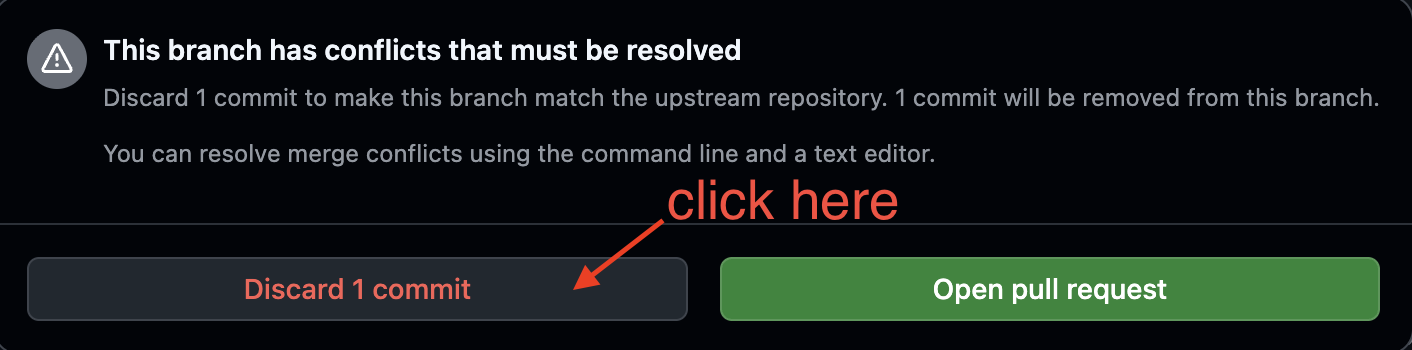 This branch has conflicts that must be resolved
Discard 1 commit to make this branch match the upstream repository. 1 commit will be removed from this branch.
You can resolve merge conflicts using the command line and a text editor.
click here
Discard 1 commit
Open pull request